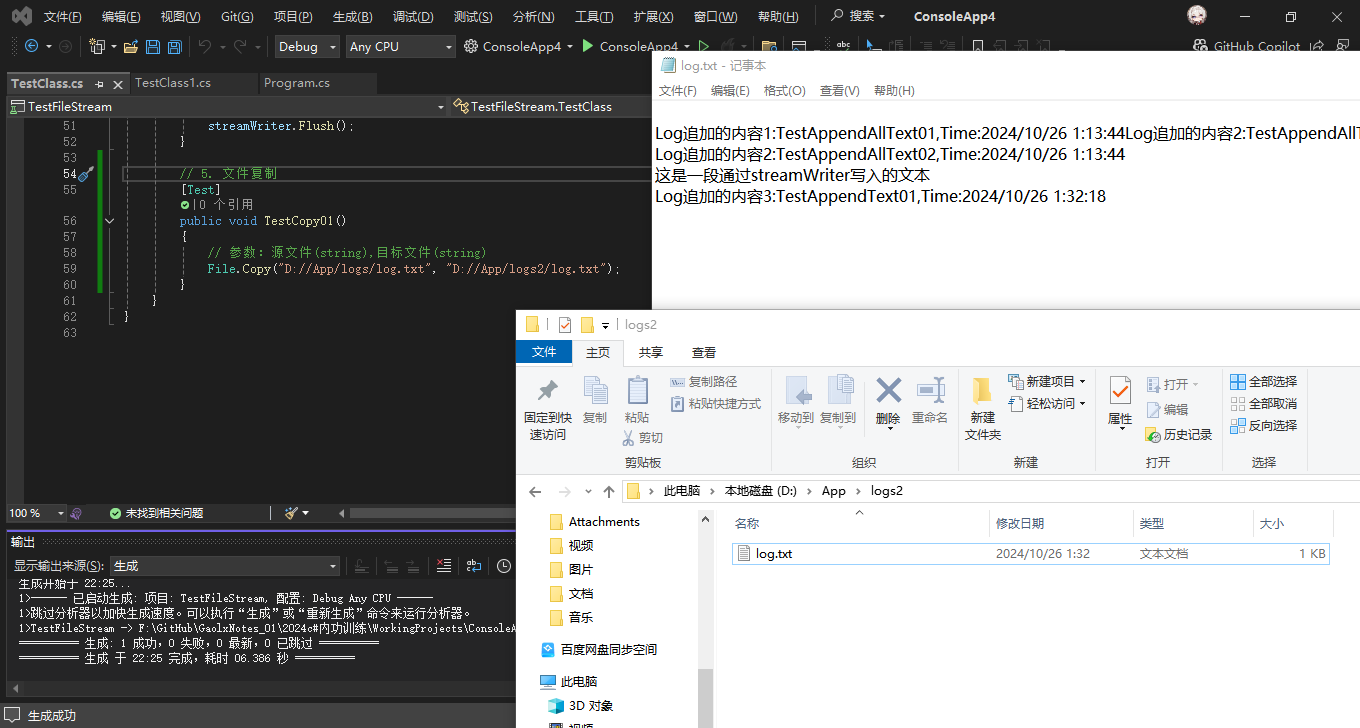 文件(F) 编辑(E) 视图(V) Git(G) 项目(P) 生成(B) 调试(D) 测试(S) 分析(N) 工具(T) 扩展(X) 窗口(W) 帮助(H) 搜索 ConsoleApp4
Debug Any CPU ConsoleApp4 ConsoleApp4 GitHub Copilot
TestClass.cs TestClass1.cs Program.cs
TestFileStream TestFileStream.TestClass
51 streamWriter.Flush();
52 }
53
54 // 5. 文件复制
55 [Test]
0 个引用
56 public void TestCopy01()
57 {
58 // 参数：源文件(string),目标文件(string)
59 File.Copy("D://App/logs/log.txt", "D://App/logs2/log.txt");
60 }
61 }
62 }
63
100 % 未找到相关问题
输出
显示输出来源(S): 生成
生成开始于 22:25...
1>------ 已启动生成: 项目: TestFileStream, 配置: Debug Any CPU ------
1>跳过分析器以加快生成速度。可以执行“生成”或“重新生成”命令来运行分析器。
1>TestFileStream -> F:\GitHub\GaolxNotes_01\2024c#内功训练\WorkingProjects\ConsoleA
========== 生成: 1 成功，0 失败，0 最新，0 已跳过 ==========
========== 生成 于 22:25 完成，耗时 06.386 秒 ==========
生成成功
log.txt - 记事本
文件(F) 编辑(E) 格式(O) 查看(V) 帮助(H)
Log追加的内容1:TestAppendAllText01,Time:2024/10/26 1:13:44Log追加的内容2:TestAppendAllT
Log追加的内容2:TestAppendAllText02,Time:2024/10/26 1:13:44
这是一段通过streamWriter写入的文本
Log追加的内容3:TestAppendText01,Time:2024/10/26 1:32:18
logs2
文件 主页 共享 查看
固定到快速访问 复制 粘贴 复制路径 粘贴快捷方式 剪切
移动到 复制到 删除 重命名
新建文件夹 新建项目 轻松访问
属性 打开 编辑 历史记录
全部选择 全部取消 反向选择
剪贴板 组织 新建 打开 选择
此电脑 本地磁盘 (D:) App logs2
名称 修改日期 类型 大小
log.txt 2024/10/26 1:32 文本文档 1 KB
Attachments
视频
图片
文档
音乐
百度网盘同步空间
此电脑
3D 对象
视频